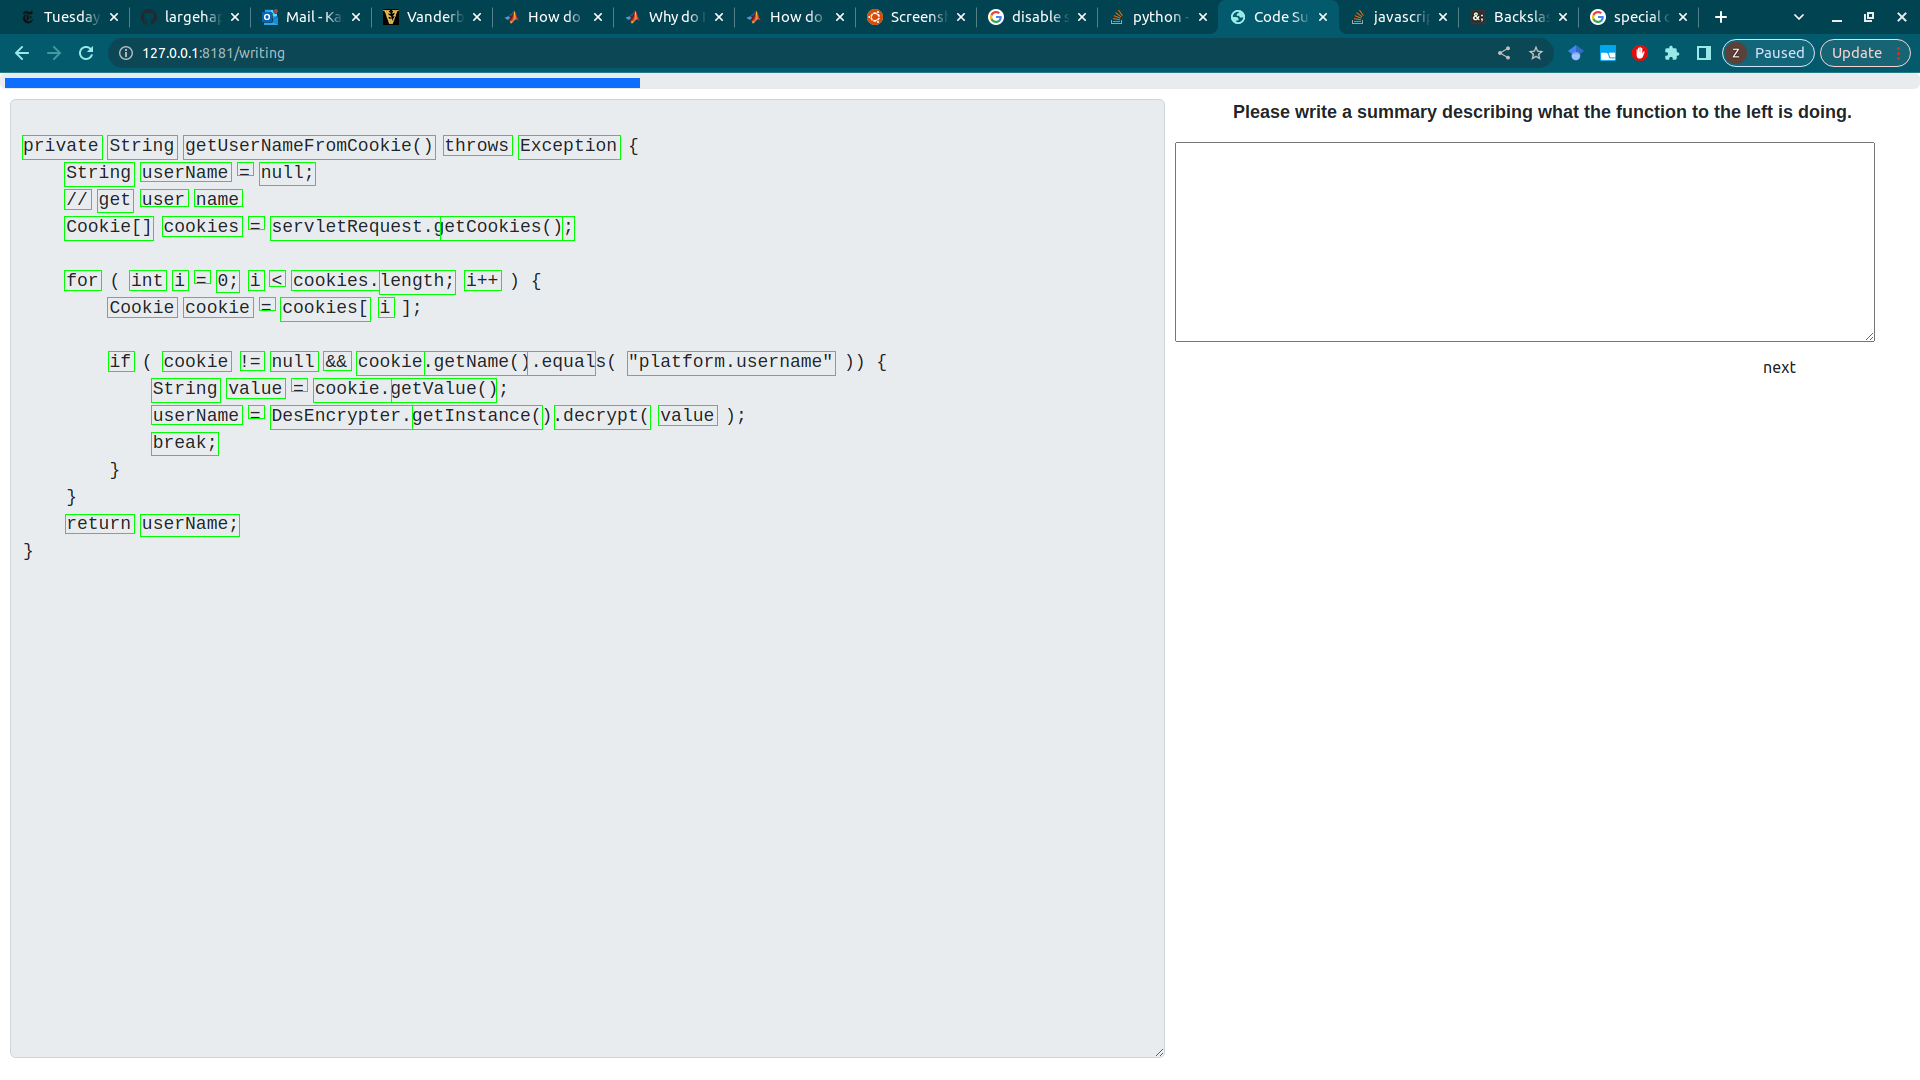 Tuesday
largehap
Mail - Ka
Vanderb
How do
Why do
How do
Screens
disable s
python -
Code Su
javascrip
Backslas
special c
127.0.0.1:8181/writing
Z Paused
Update
private String getUserNameFromCookie() throws Exception {
String userName = null;
// get user name
Cookie[] cookies = servletRequest.getCookies();
for ( int i = 0; i < cookies.length; i++ ) {
Cookie cookie = cookies[ i ];
if ( cookie != null && cookie.getName().equals( "platform.username" )) {
String value = cookie.getValue();
userName = DesEncrypter.getInstance().decrypt( value );
break;
}
}
return userName;
}
Please write a summary describing what the function to the left is doing.
next